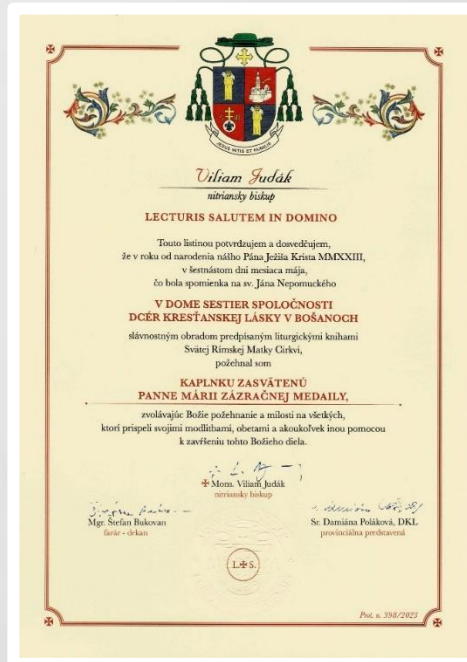 JESUS MITIS ET HUMILIS
Viliam Judák
nitriansky biskup
LECTURIS SALUTEM IN DOMINO
Touto listinou potvrdzujem a dosvedčujem,
že v roku od narodenia nášho Pána Ježiša Krista MMXXIII,
v šestnástom dni mesiaca mája,
čo bola spomienka na sv. Jána Nepomuckého
V DOME SESTIER SPOLOČNOSTI
DCÉR KRESŤANSKEJ LÁSKY V BOŠANOCH
slávnostným obradom predpísaným liturgickými knihami
Svätej Rímskej Matky Cirkvi,
požehnal som
KAPLNKU ZASVÄTENÚ
PANNE MÁRII ZÁZRAČNEJ MEDAILY,
zvolávajúc Božie požehnanie a milosti na všetkých,
ktorí prispeli svojimi modlitbami, obetami a akoukoľvek inou pomocou
k zavŕšeniu tohto Božieho diela.
✠ Mons. Viliam Judák
nitriansky biskup
Mgr. Štefan Bukovan
farár - dekan
Sr. Damiána Poláková, DKL
provinciálna predstavená
L✠S.
Prot. n. 398/2023